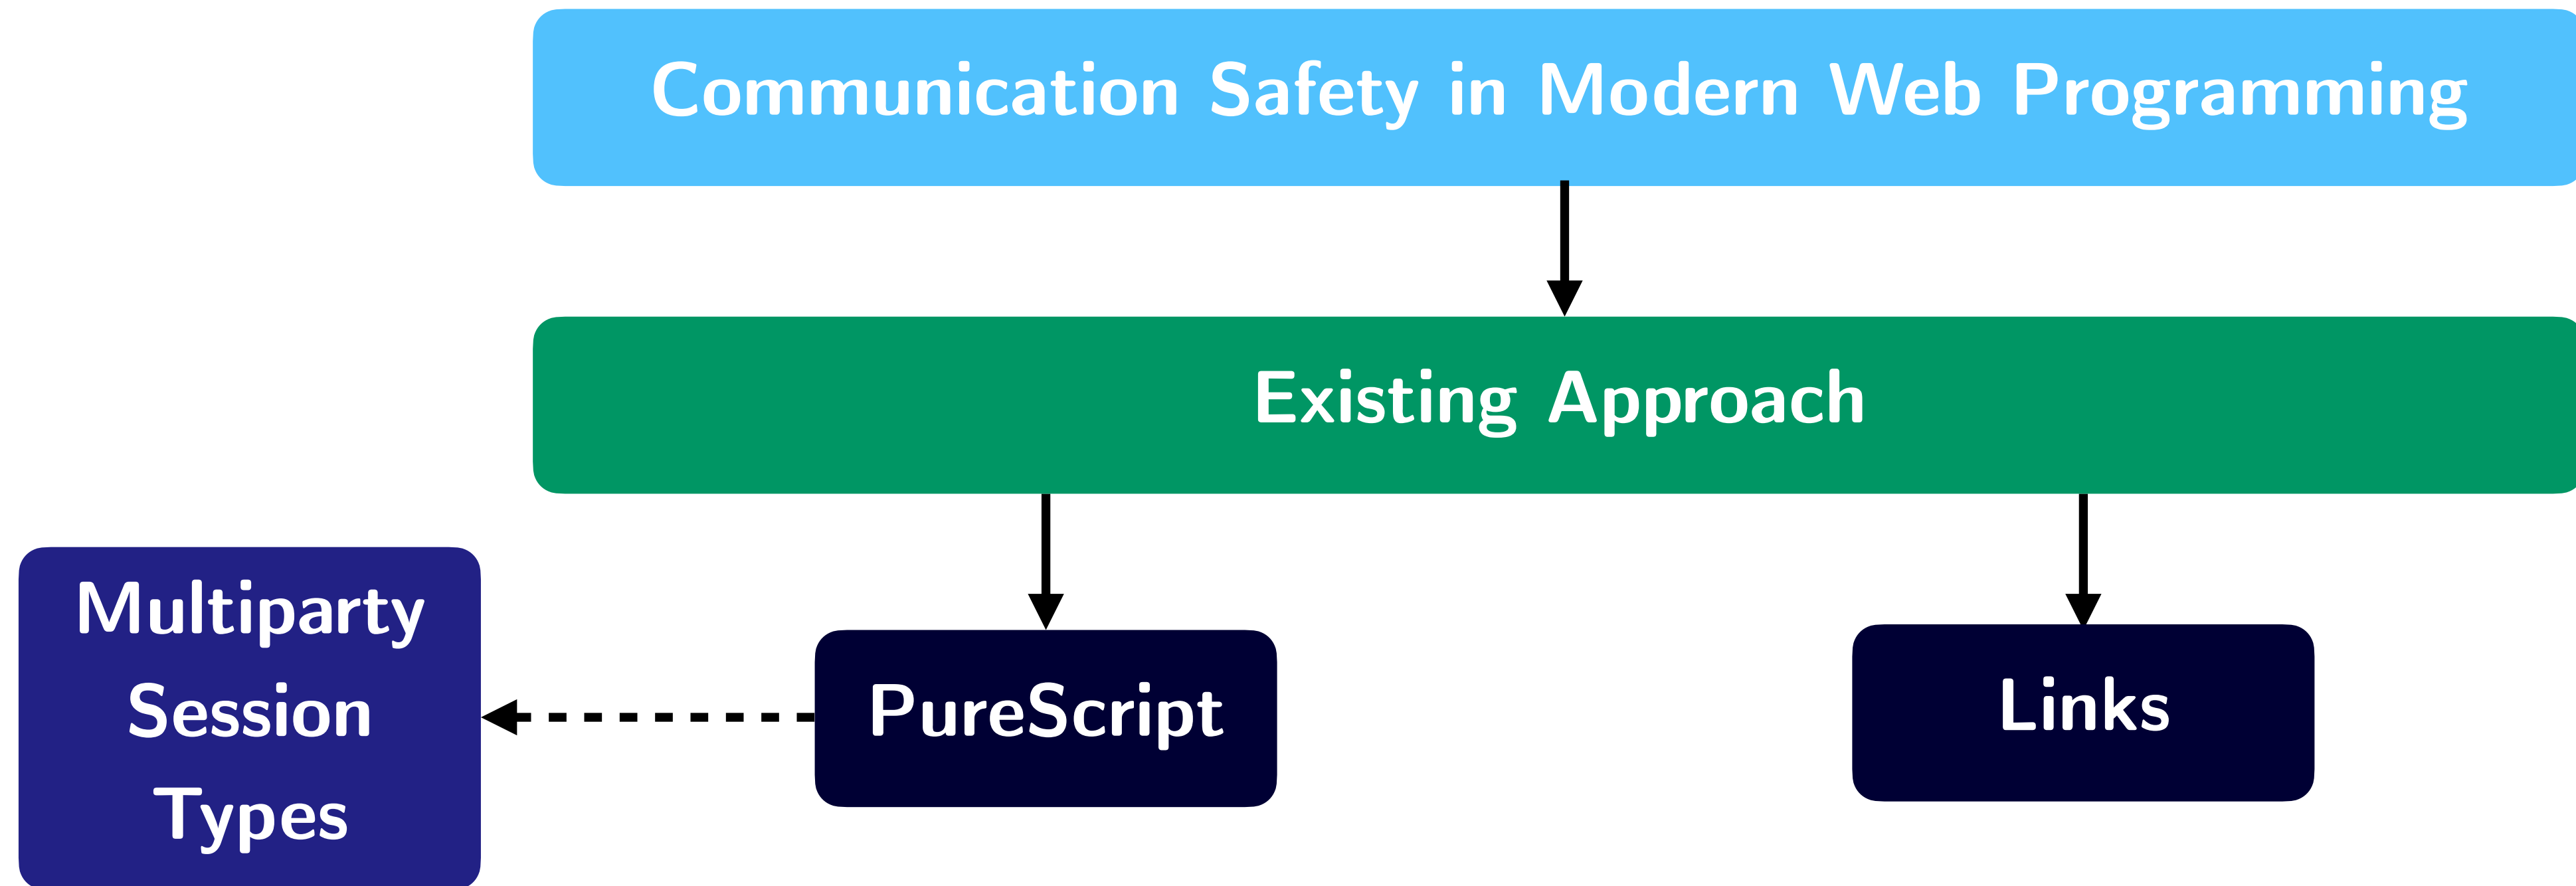 Communication Safety in Modern Web Programming
Existing Approach
Multiparty
Session
Types
PureScript
Links